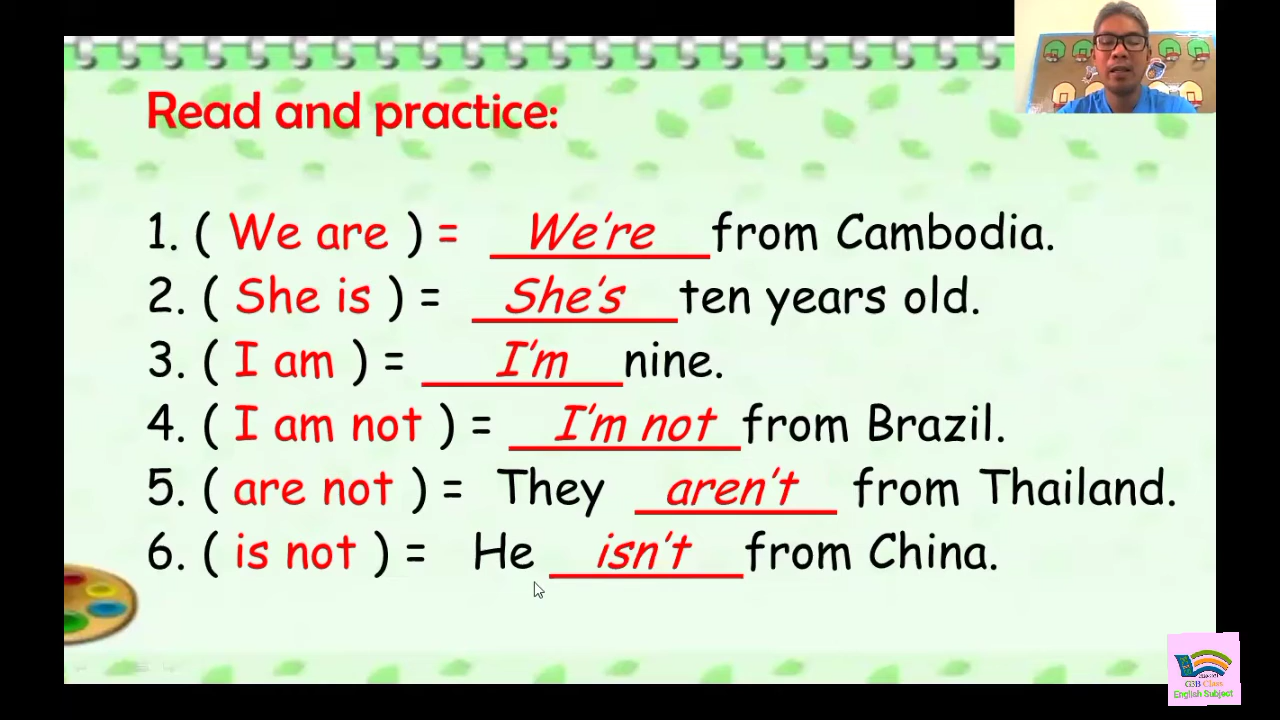 Read and practice:
1. ( We are ) = We're from Cambodia.
2. ( She is ) = She's ten years old.
3. ( I am ) = I'm nine.
4. ( I am not ) = I'm not from Brazil.
5. ( are not ) = They aren't from Thailand.
6. ( is not ) = He isn't from China.
G3B Class
English Subject